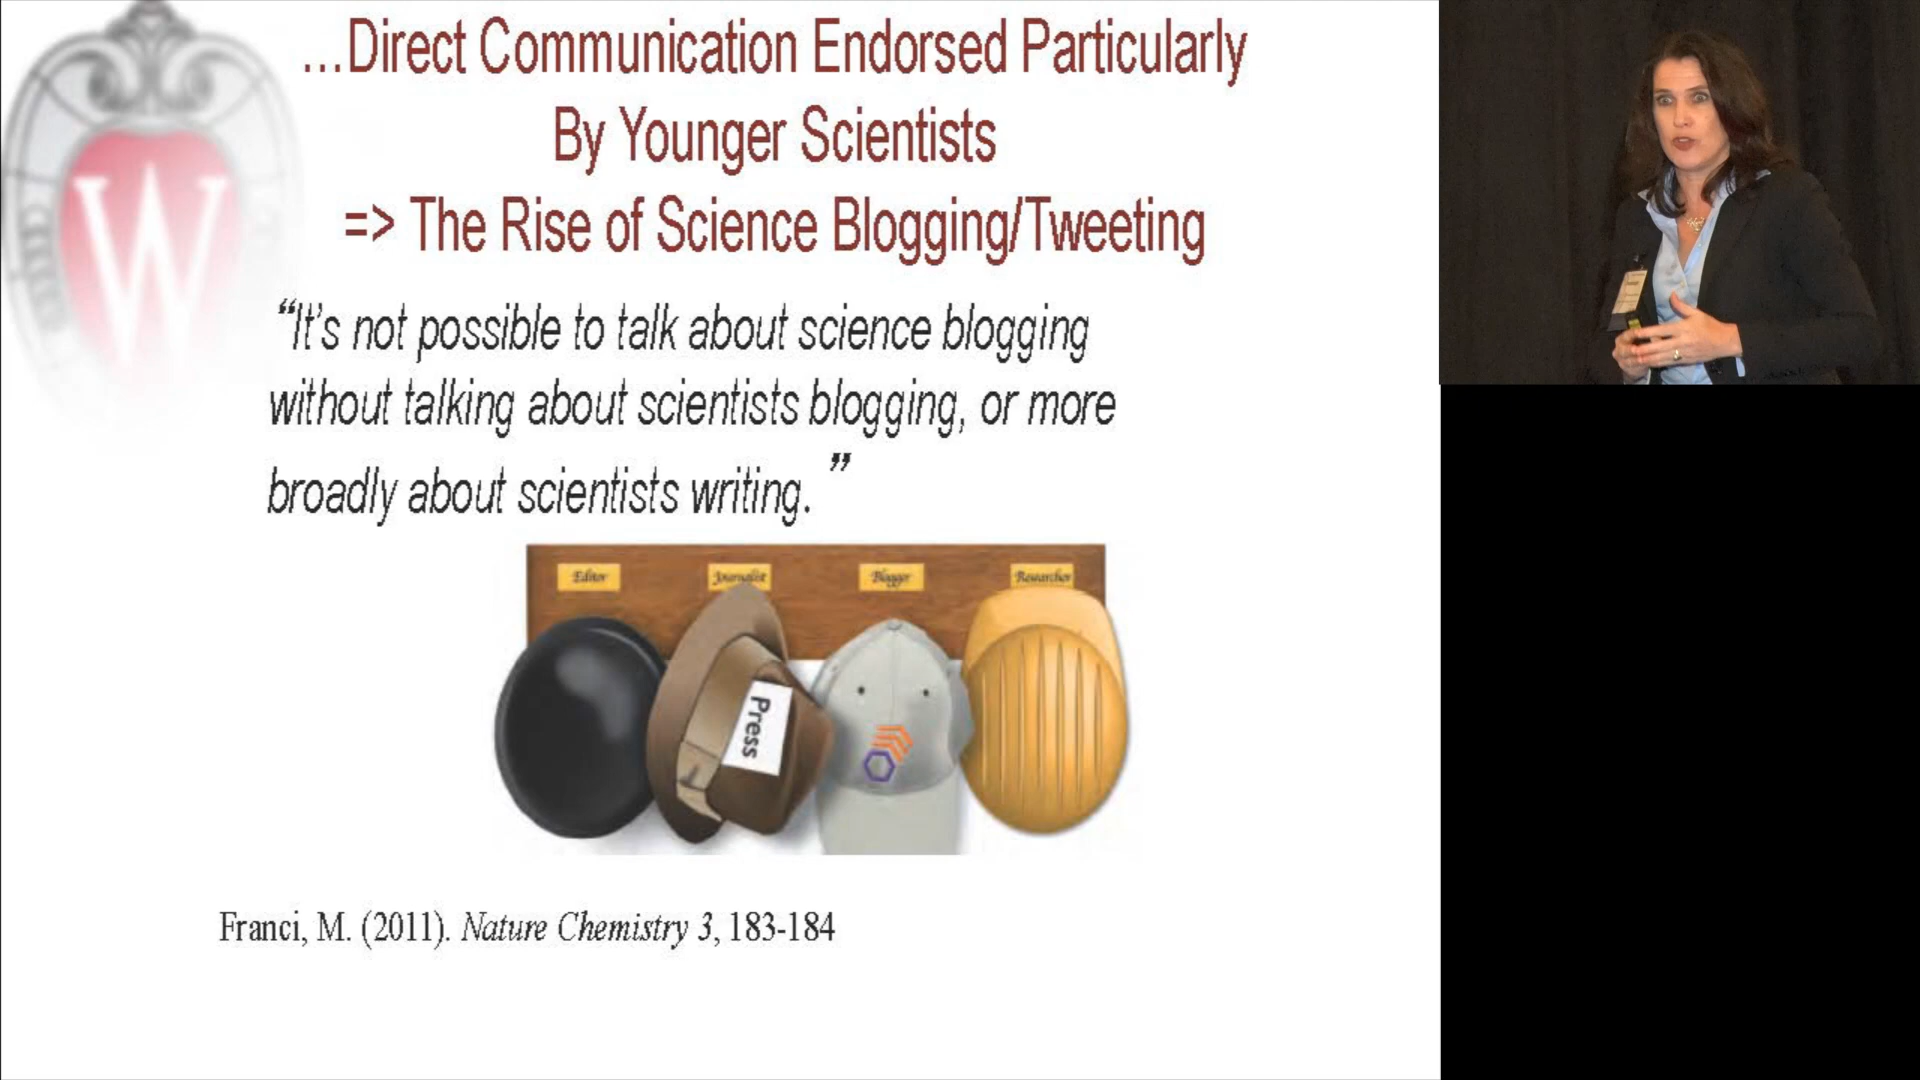 ...Direct Communication Endorsed Particularly
By Younger Scientists
=> The Rise of Science Blogging/Tweeting
“It’s not possible to talk about science blogging
without talking about scientists blogging, or more
broadly about scientists writing. ”
Editor
Journalist
Blogger
Researcher
Press
W
Franci, M. (2011). Nature Chemistry 3, 183-184